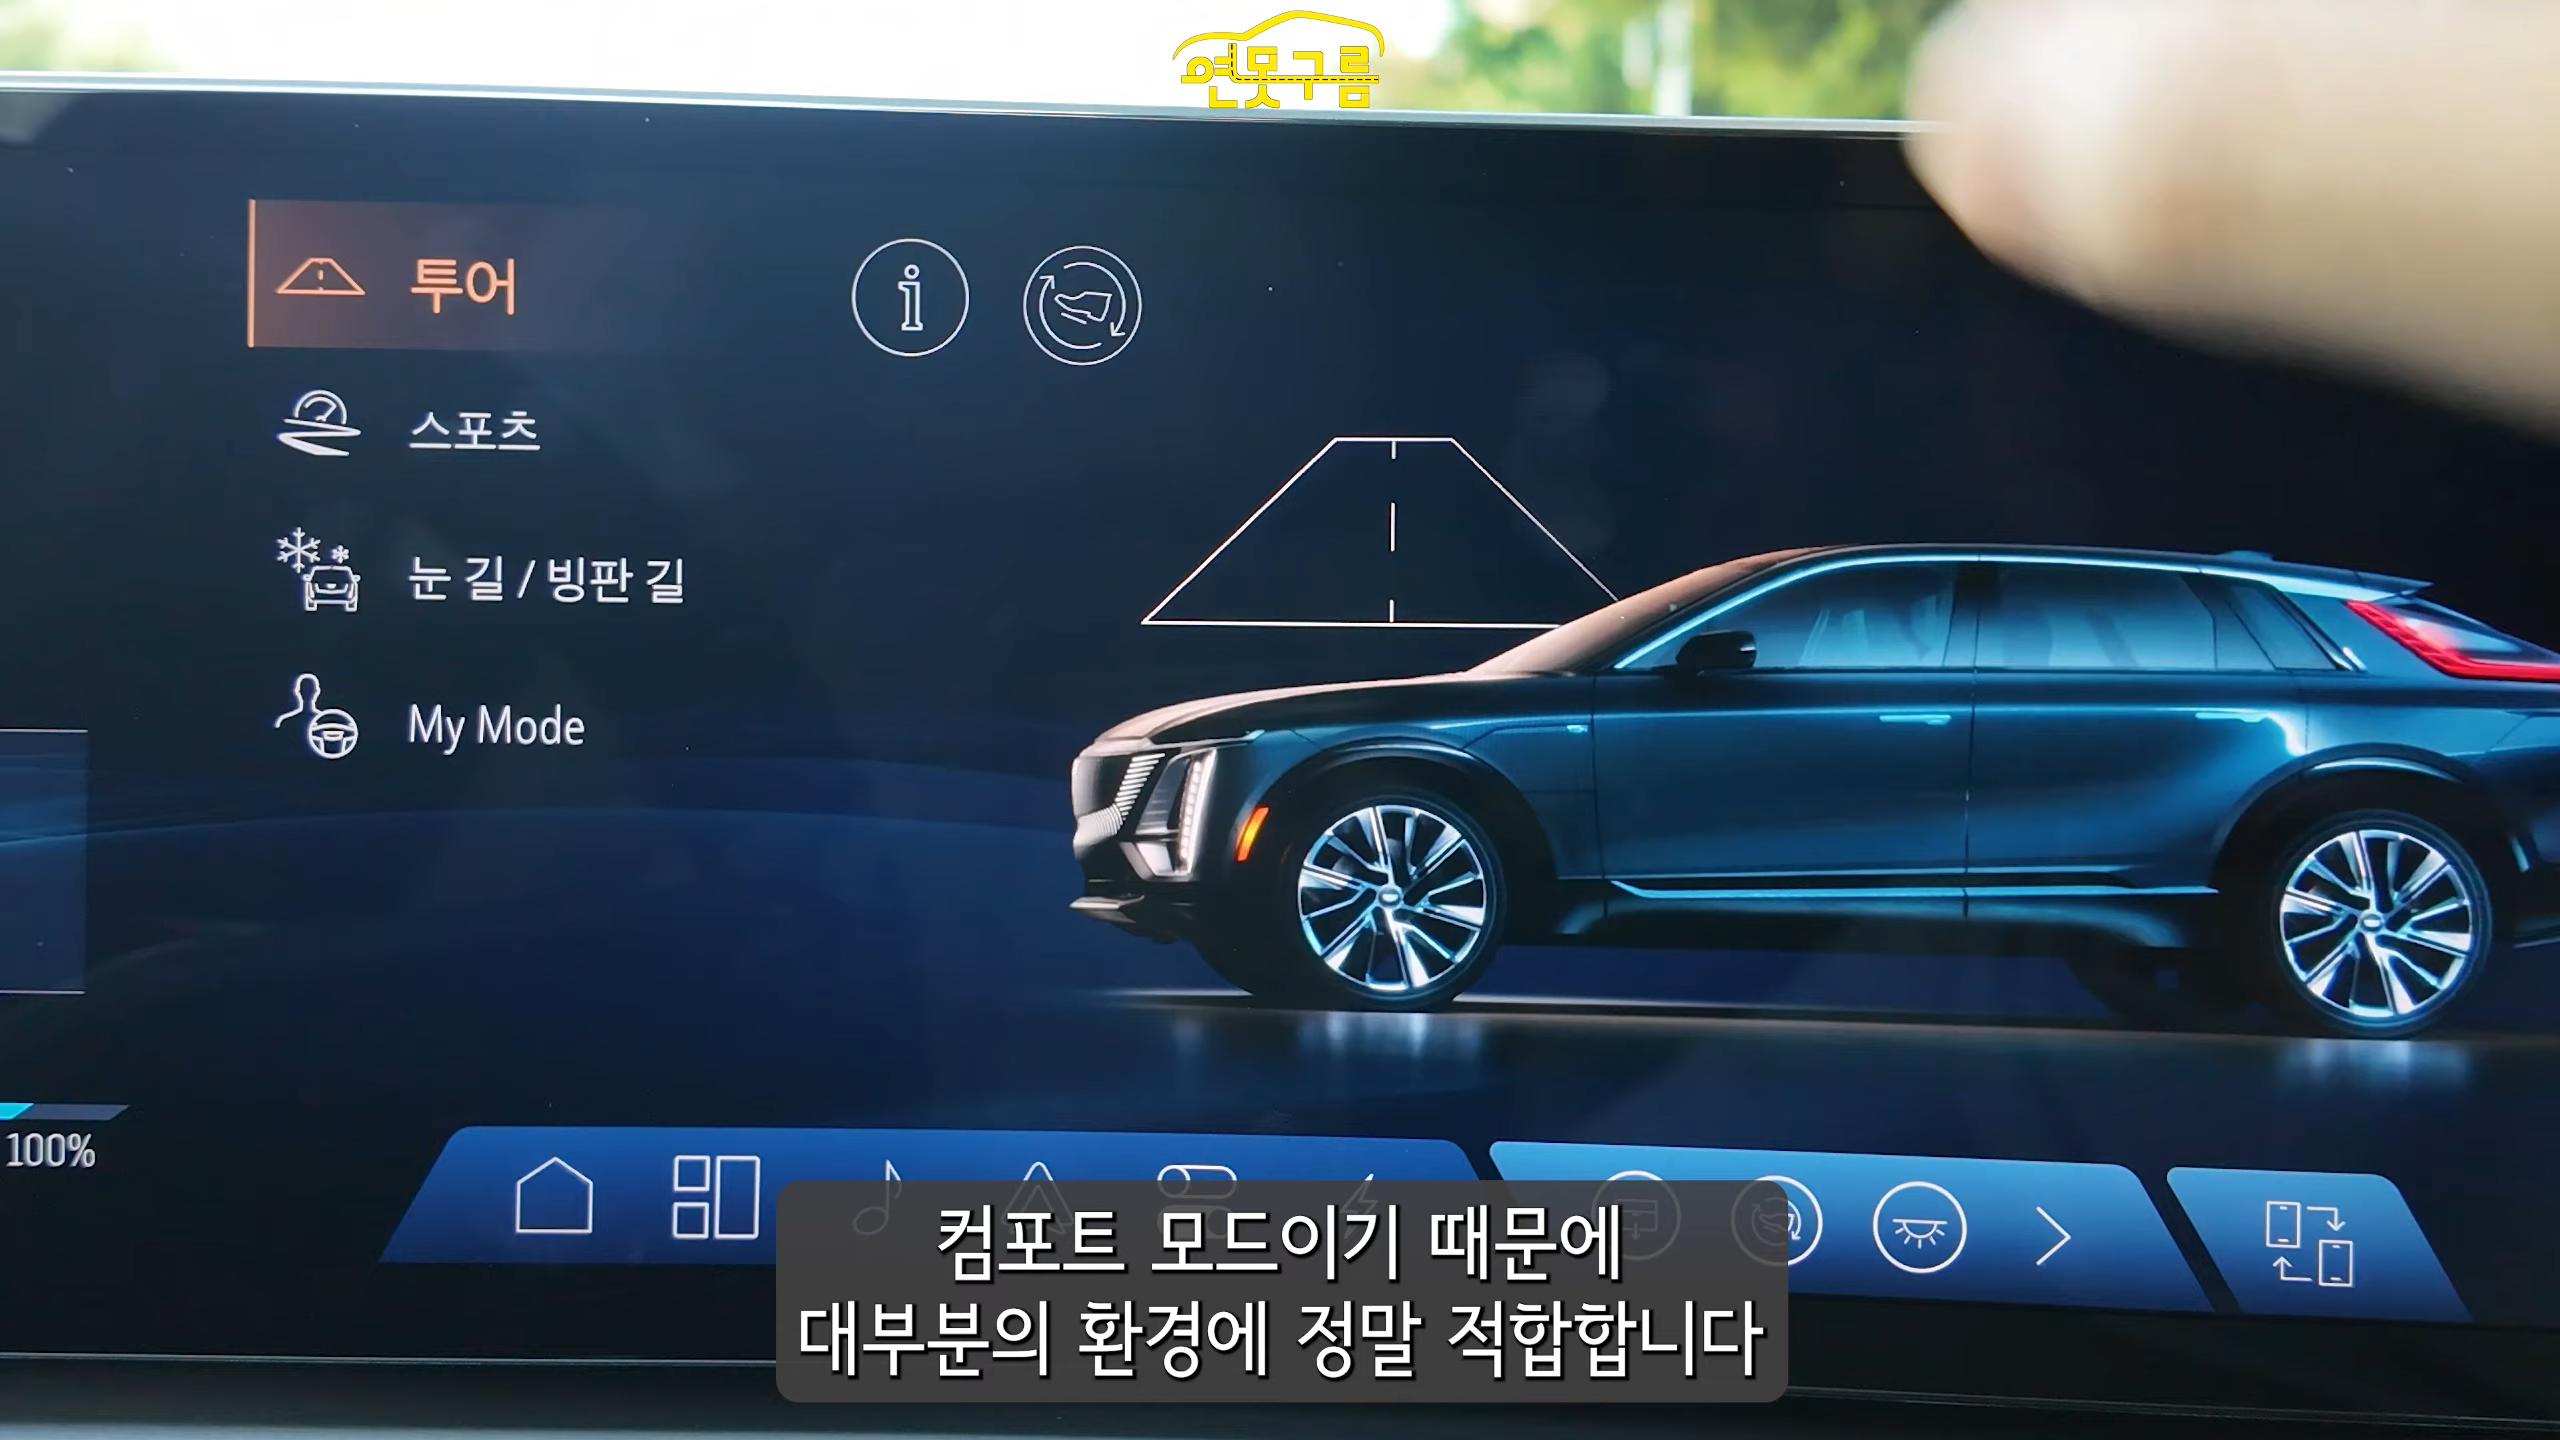 연못구름
투어
스포츠
눈 길 / 빙판 길
My Mode
100%
컴포트 모드이기 때문에
대부분의 환경에 정말 적합합니다